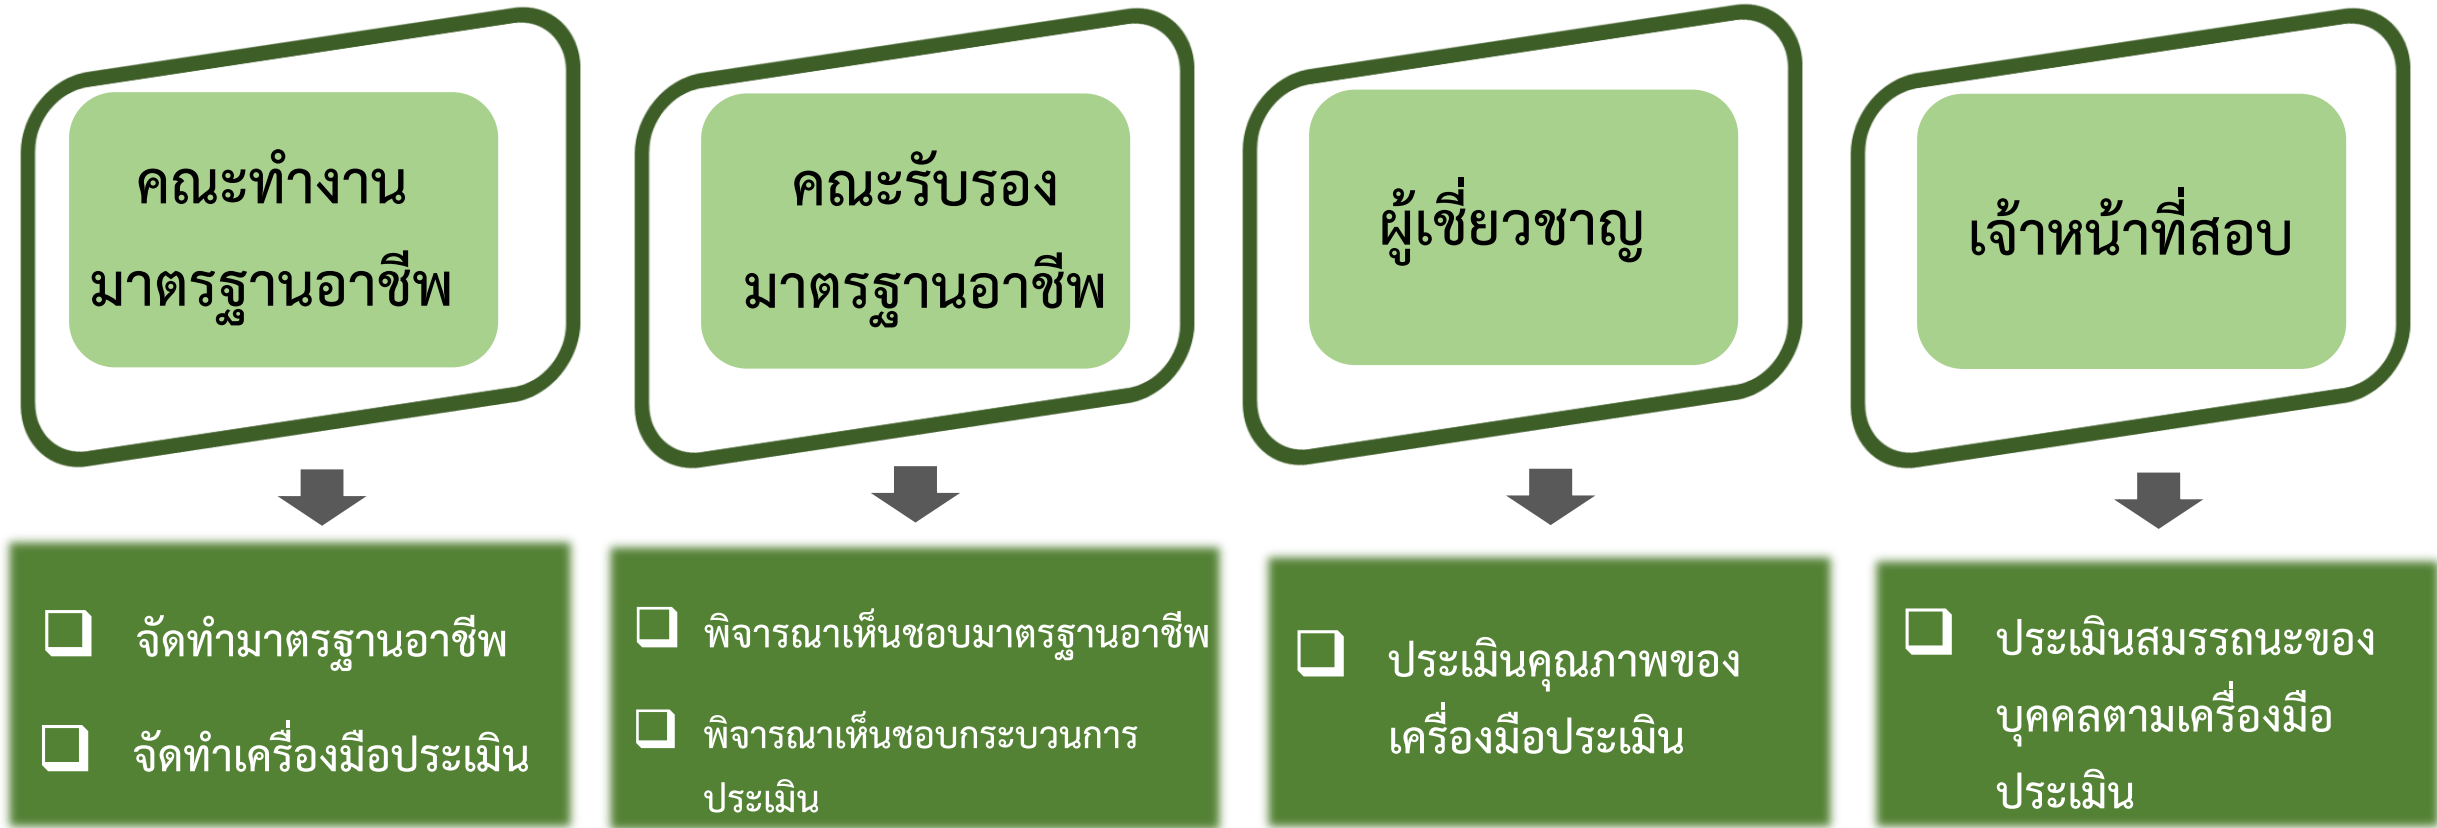 คณะทำงาน
มาตรฐานอาชีพ
คณะรับรอง
มาตรฐานอาชีพ
ผู้เชี่ยวชาญ
เจ้าหน้าที่สอบ
จัดทำมาตรฐานอาชีพ
จัดทำเครื่องมือประเมิน
พิจารณาเห็นชอบมาตรฐานอาชีพ
พิจารณาเห็นชอบกระบวนการ
ประเมิน
ประเมินคุณภาพของ
เครื่องมือประเมิน
ประเมินสมรรถนะของ
บุคคลตามเครื่องมือ
ประเมิน